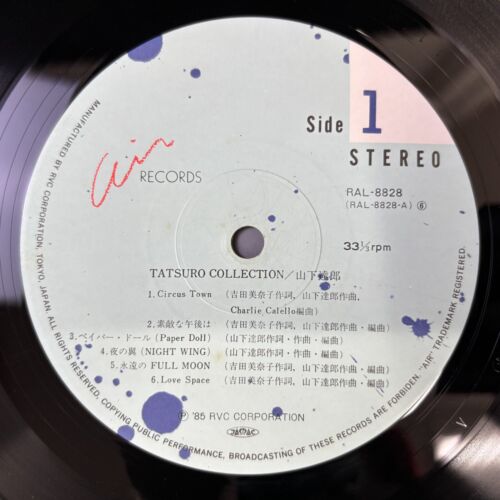 Side 1
STEREO
Air RECORDS
RAL-8828
(RAL-8828-A) ⑥
33⅓rpm
TATSURO COLLECTION/山下達郎
1. Circus Town (吉田美奈子作詞, 山下達郎作曲,
Charlie Calello編曲)
2. 素敵な午後は (吉田美奈子作詞, 山下達郎作曲・編曲)
3. ペイパー・ドール (Paper Doll) (山下達郎作詞・作曲・編曲)
4. 夜の翼 (NIGHT WING) (吉田美奈子作詞, 山下達郎作曲・編曲)
5. 永遠の FULL MOON (吉田美奈子作詞, 山下達郎作曲・編曲)
6. Love Space (吉田美奈子作詞, 山下達郎作曲・編曲)
Ⓟ '85 RVC CORPORATION
JASRAC
MANUFACTURED BY RVC CORPORATION, TOKYO, JAPAN. ALL RIGHTS RESERVED. COPYING PUBLIC PERFORMANCE, BROADCASTING OF THESE RECORDS ARE FORBIDDEN. "AIR" TRADEMARK REGISTERED.
V